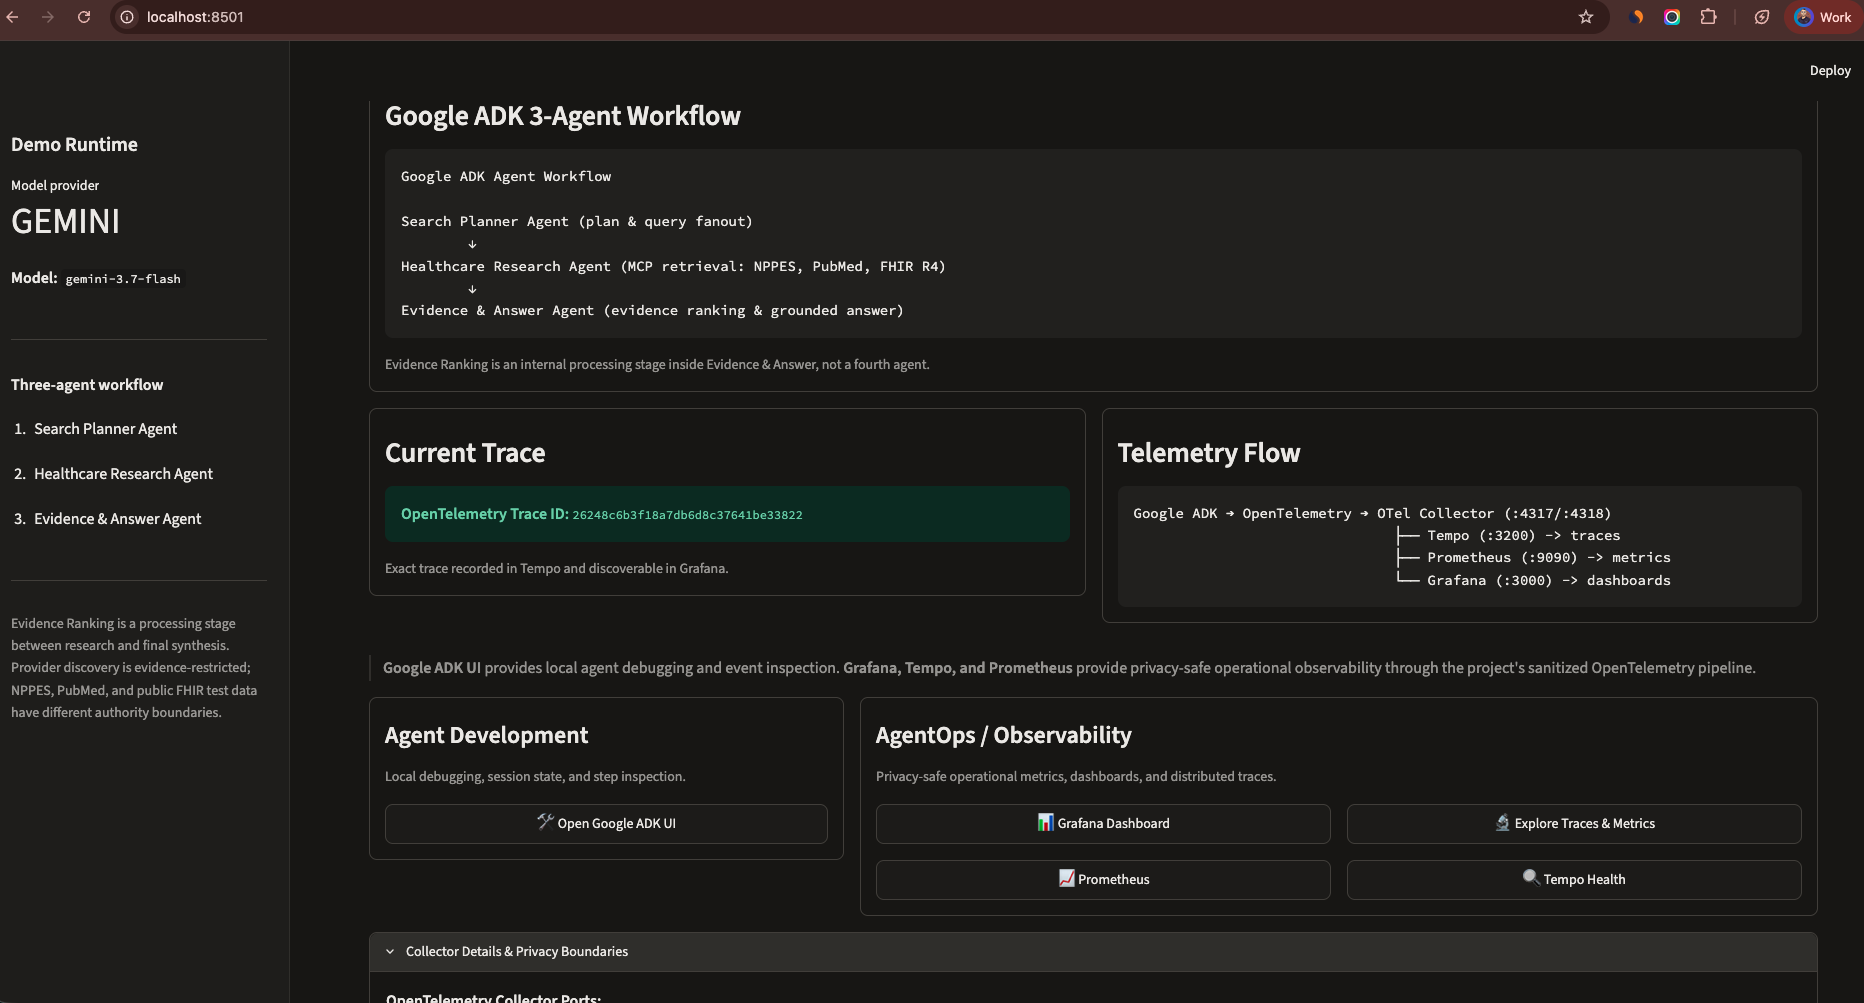 localhost:8501
Work
Deploy
Demo Runtime
Model provider
GEMINI
Model: gemini-3.7-flash
Three-agent workflow
1. Search Planner Agent
2. Healthcare Research Agent
3. Evidence & Answer Agent
Evidence Ranking is a processing stage
between research and final synthesis.
Provider discovery is evidence-restricted;
NPPES, PubMed, and public FHIR test data
have different authority boundaries.
Google ADK 3-Agent Workflow
Google ADK Agent Workflow
Search Planner Agent (plan & query fanout)
↓
Healthcare Research Agent (MCP retrieval: NPPES, PubMed, FHIR R4)
↓
Evidence & Answer Agent (evidence ranking & grounded answer)
Evidence Ranking is an internal processing stage inside Evidence & Answer, not a fourth agent.
Current Trace
OpenTelemetry Trace ID: 26248c6b3f18a7db6d8c37641be33822
Exact trace recorded in Tempo and discoverable in Grafana.
Telemetry Flow
Google ADK → OpenTelemetry → OTel Collector (:4317/:4318)
├── Tempo (:3200) -> traces
├── Prometheus (:9090) -> metrics
└── Grafana (:3000) -> dashboards
Google ADK UI provides local agent debugging and event inspection. Grafana, Tempo, and Prometheus provide privacy-safe operational observability through the project's sanitized OpenTelemetry pipeline.
Agent Development
Local debugging, session state, and step inspection.
🛠️ Open Google ADK UI
AgentOps / Observability
Privacy-safe operational metrics, dashboards, and distributed traces.
📊 Grafana Dashboard
🔬 Explore Traces & Metrics
📈 Prometheus
🔍 Tempo Health
Collector Details & Privacy Boundaries
OpenTelemetry Collector Ports: